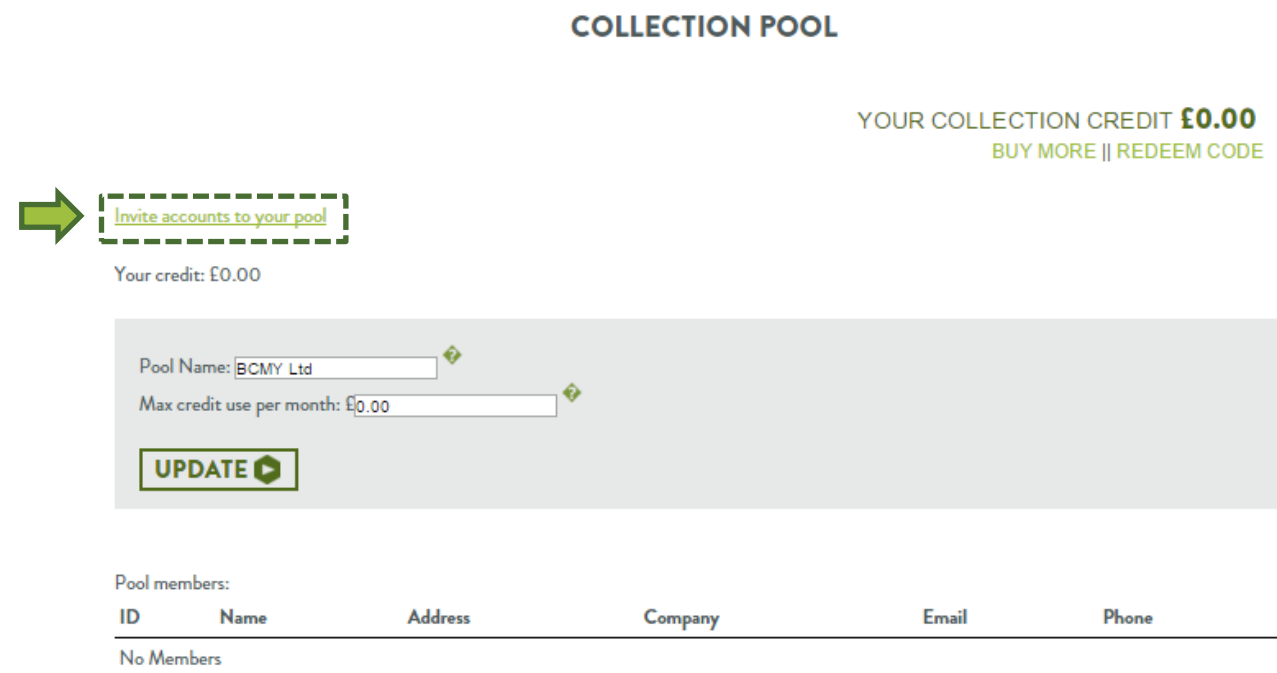 COLLECTION POOL
YOUR COLLECTION CREDIT £0.00
BUY MORE || REDEEM CODE
Invite accounts to your pool
Your credit: £0.00
Pool Name: BCMY Ltd
Max credit use per month: £0.00
UPDATE
Pool members:
ID Name Address Company Email Phone
No Members